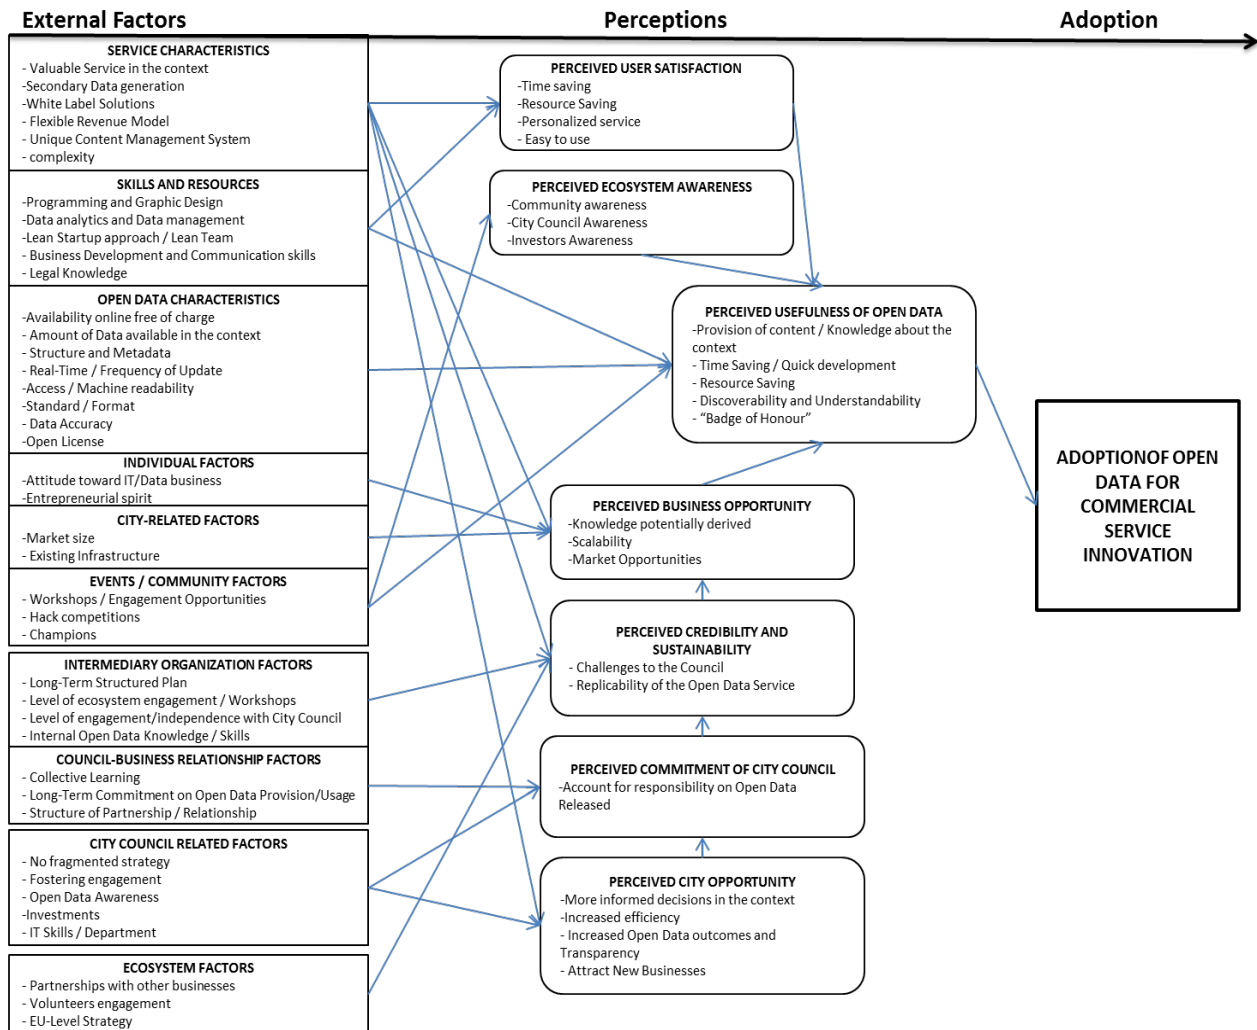 External Factors
Perceptions
Adoption
SERVICE CHARACTERISTICS
- Valuable Service in the context
-Secondary Data generation
-White Label Solutions
- Flexible Revenue Model
- Unique Content Management System
- complexity
SKILLS AND RESOURCES
-Programming and Graphic Design
-Data analytics and Data management
-Lean Startup approach / Lean Team
- Business Development and Communication skills
- Legal Knowledge
OPEN DATA CHARACTERISTICS
-Availability online free of charge
- Amount of Data available in the context
- Structure and Metadata
- Real-Time / Frequency of Update
-Access / Machine readability
-Standard / Format
- Data Accuracy
-Open License
INDIVIDUAL FACTORS
-Attitude toward IT/Data business
-Entrepreneurial spirit
CITY-RELATED FACTORS
-Market size
- Existing Infrastructure
EVENTS / COMMUNITY FACTORS
- Workshops / Engagement Opportunities
- Hack competitions
- Champions
INTERMEDIARY ORGANIZATION FACTORS
- Long-Term Structured Plan
- Level of ecosystem engagement / Workshops
- Level of engagement/independence with City Council
- Internal Open Data Knowledge / Skills
COUNCIL-BUSINESS RELATIONSHIP FACTORS
- Collective Learning
- Long-Term Commitment on Open Data Provision/Usage
- Structure of Partnership / Relationship
CITY COUNCIL RELATED FACTORS
- No fragmented strategy
- Fostering engagement
- Open Data Awareness
-Investments
- IT Skills / Department
ECOSYSTEM FACTORS
- Partnerships with other businesses
- Volunteers engagement
- EU-Level Strategy
PERCEIVED USER SATISFACTION
-Time saving
-Resource Saving
-Personalized service
- Easy to use
PERCEIVED ECOSYSTEM AWARENESS
-Community awareness
-City Council Awareness
-Investors Awareness
PERCEIVED USEFULNESS OF OPEN DATA
-Provision of content / Knowledge about the
context
- Time Saving / Quick development
- Resource Saving
- Discoverability and Understandability
- “Badge of Honour”
PERCEIVED BUSINESS OPPORTUNITY
-Knowledge potentially derived
-Scalability
-Market Opportunities
PERCEIVED CREDIBILITY AND
SUSTAINABILITY
- Challenges to the Council
- Replicability of the Open Data Service
PERCEIVED COMMITMENT OF CITY COUNCIL
-Account for responsibility on Open Data
Released
PERCEIVED CITY OPPORTUNITY
-More informed decisions in the context
-Increased efficiency
- Increased Open Data outcomes and
Transparency
- Attract New Businesses
ADOPTIONOF OPEN
DATA FOR
COMMERCIAL
SERVICE
INNOVATION